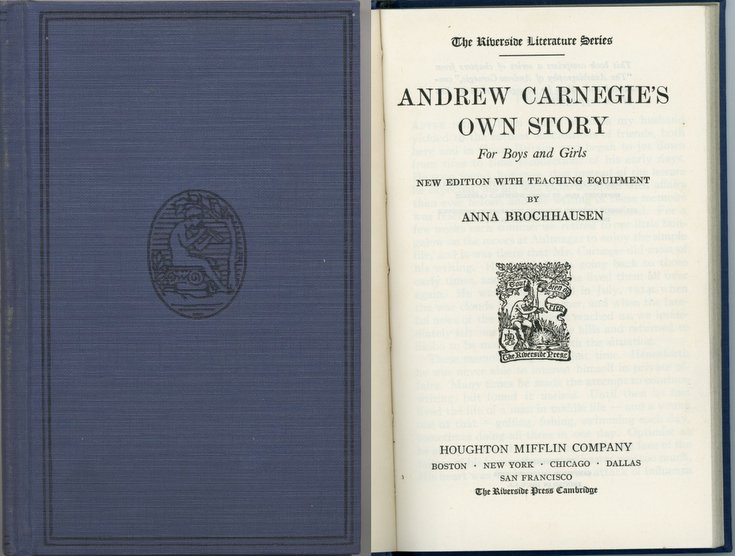 The Riverside Literature Series
ANDREW CARNEGIE'S
OWN STORY
For Boys and Girls
NEW EDITION WITH TEACHING EQUIPMENT
BY
ANNA BROCHHAUSEN
The Riverside Press
HOUGHTON MIFFLIN COMPANY
BOSTON · NEW YORK · CHICAGO · DALLAS
SAN FRANCISCO
The Riverside Press Cambridge